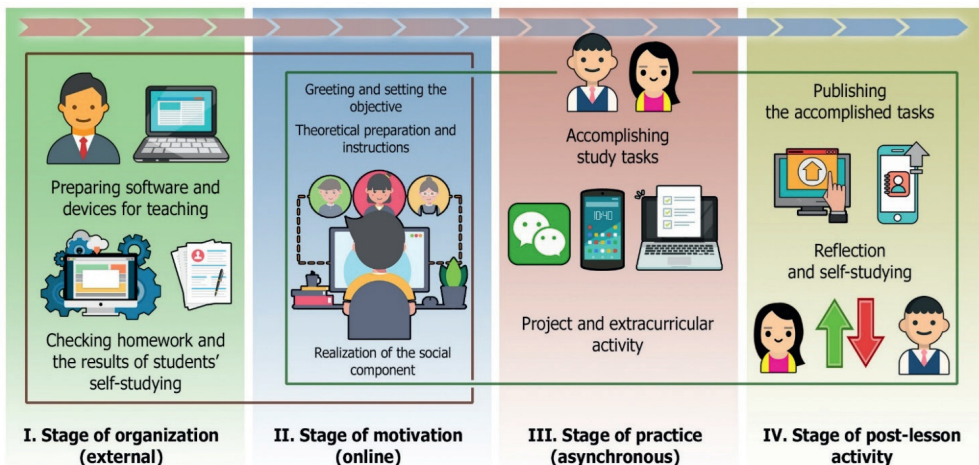 Preparing software and
devices for teaching
Checking homework and
the results of students'
self-studying
I. Stage of organization
(external)
Greeting and setting the
objective
Theoretical preparation and
instructions
Realization of the social
component
II. Stage of motivation
(online)
Accomplishing
study tasks
10:40
Project and extracurricular
activity
III. Stage of practice
(asynchronous)
Publishing
the accomplished tasks
Reflection
and self-studying
IV. Stage of post-lesson
activity